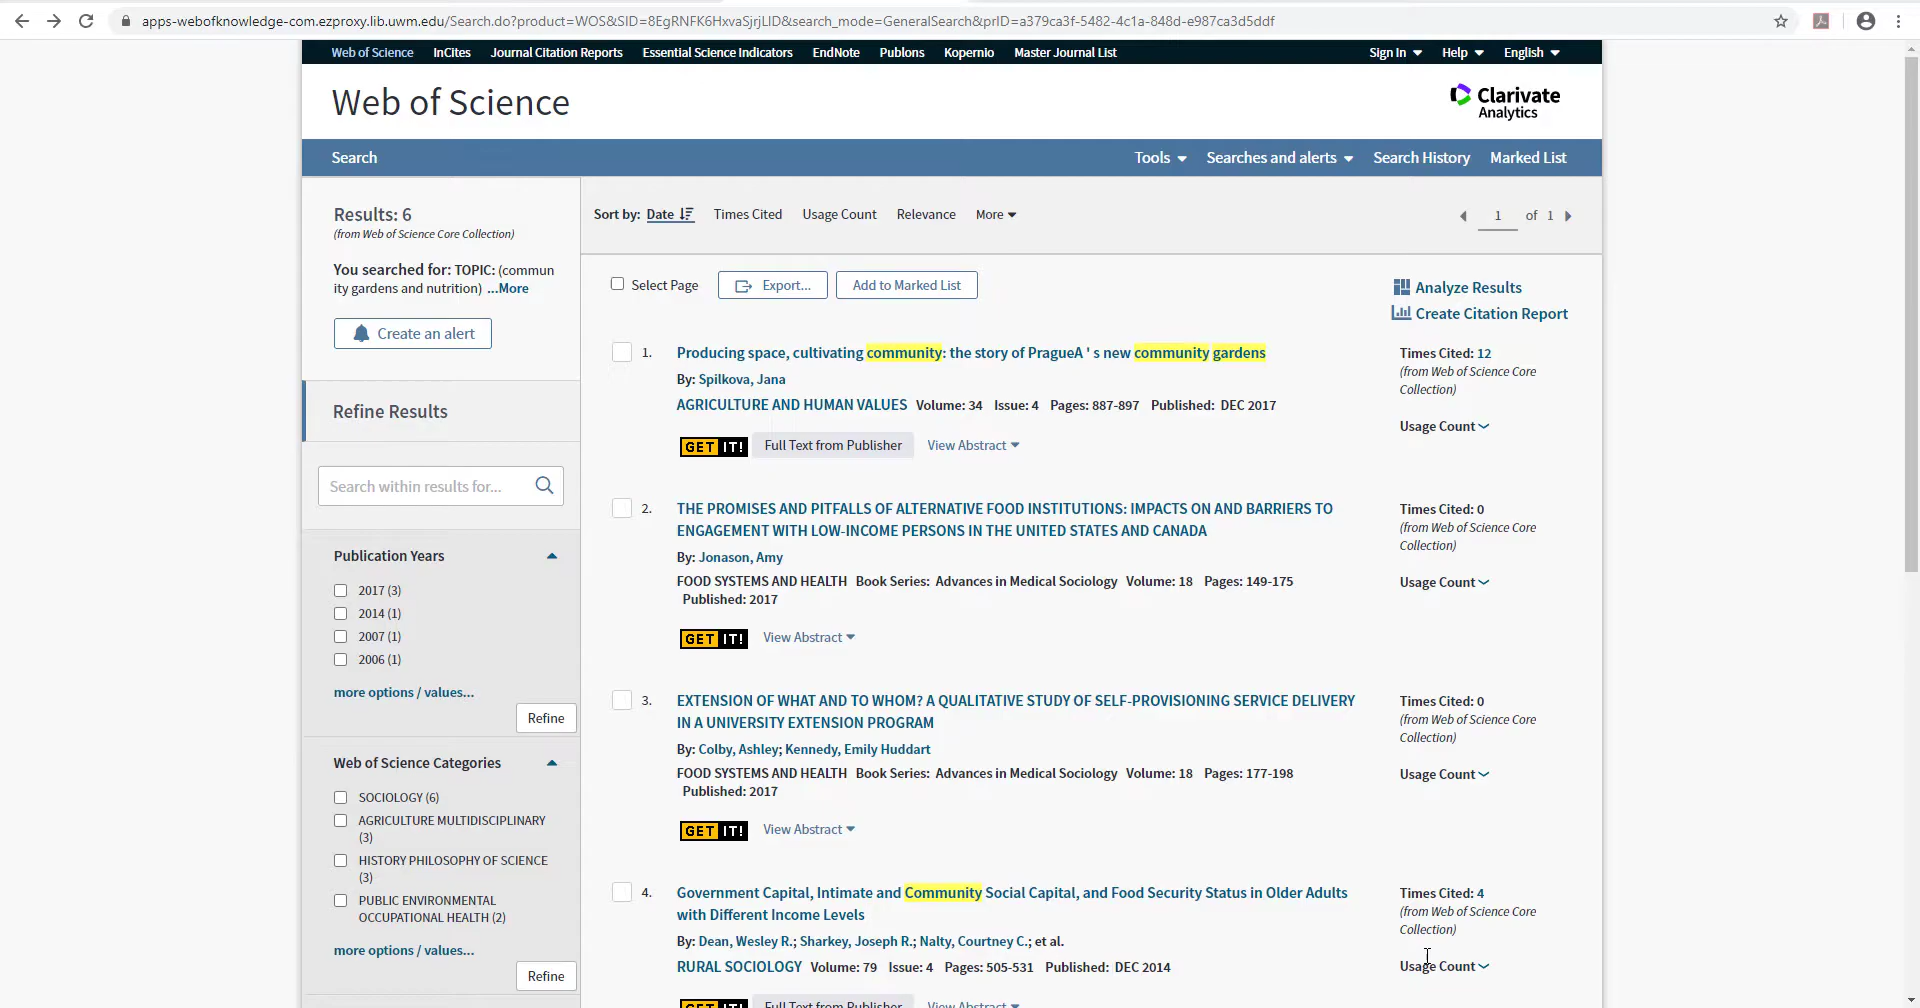 apps-webofknowledge-com.ezproxy.lib.uwm.edu/Search.do?product=WOS&SID=8EgRNFK6HxvaSjrjLID&search_mode=GeneralSearch&prID=a379ca3f-5482-4c1a-848d-e987ca3d5ddf
Web of Science InCites Journal Citation Reports Essential Science Indicators EndNote Publons Kopernio Master Journal List Sign In Help English
Web of Science
Clarivate
Analytics
Search Tools Searches and alerts Search History Marked List
Results: 6
(from Web of Science Core Collection)
You searched for: TOPIC: (commun
ity gardens and nutrition) ...More
Create an alert
Refine Results
Search within results for...
Publication Years
2017 (3)
2014 (1)
2007 (1)
2006 (1)
more options / values...
Refine
Web of Science Categories
SOCIOLOGY (6)
AGRICULTURE MULTIDISCIPLINARY
(3)
HISTORY PHILOSOPHY OF SCIENCE
(3)
PUBLIC ENVIRONMENTAL
OCCUPATIONAL HEALTH (2)
more options / values...
Refine
Sort by: Date Times Cited Usage Count Relevance More 1 of 1
Select Page Export... Add to Marked List
Analyze Results
Create Citation Report
1. Producing space, cultivating community: the story of PragueA ' s new community gardens
By: Spilkova, Jana
AGRICULTURE AND HUMAN VALUES Volume: 34 Issue: 4 Pages: 887-897 Published: DEC 2017
GET IT! Full Text from Publisher View Abstract
Times Cited: 12
(from Web of Science Core
Collection)
Usage Count
2. THE PROMISES AND PITFALLS OF ALTERNATIVE FOOD INSTITUTIONS: IMPACTS ON AND BARRIERS TO
ENGAGEMENT WITH LOW-INCOME PERSONS IN THE UNITED STATES AND CANADA
By: Jonason, Amy
FOOD SYSTEMS AND HEALTH Book Series: Advances in Medical Sociology Volume: 18 Pages: 149-175
Published: 2017
GET IT! View Abstract
Times Cited: 0
(from Web of Science Core
Collection)
Usage Count
3. EXTENSION OF WHAT AND TO WHOM? A QUALITATIVE STUDY OF SELF-PROVISIONING SERVICE DELIVERY
IN A UNIVERSITY EXTENSION PROGRAM
By: Colby, Ashley; Kennedy, Emily Huddart
FOOD SYSTEMS AND HEALTH Book Series: Advances in Medical Sociology Volume: 18 Pages: 177-198
Published: 2017
GET IT! View Abstract
Times Cited: 0
(from Web of Science Core
Collection)
Usage Count
4. Government Capital, Intimate and Community Social Capital, and Food Security Status in Older Adults
with Different Income Levels
By: Dean, Wesley R.; Sharkey, Joseph R.; Nalty, Courtney C.; et al.
RURAL SOCIOLOGY Volume: 79 Issue: 4 Pages: 505-531 Published: DEC 2014
GET IT! Full Text from Publisher View Abstract
Times Cited: 4
(from Web of Science Core
Collection)
Usage Count